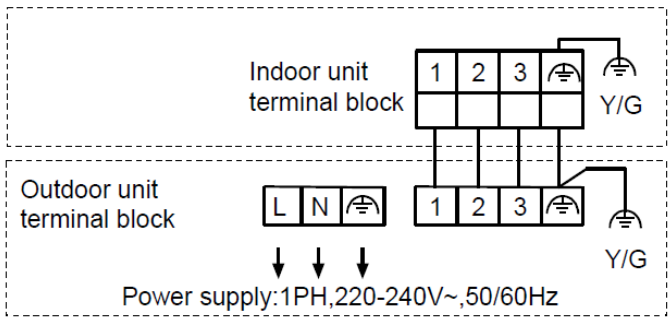 Indoor unit
terminal block
1 2 3
Y/G
Outdoor unit
terminal block
L N
1 2 3
Y/G
Power supply:1PH,220-240V~,50/60Hz